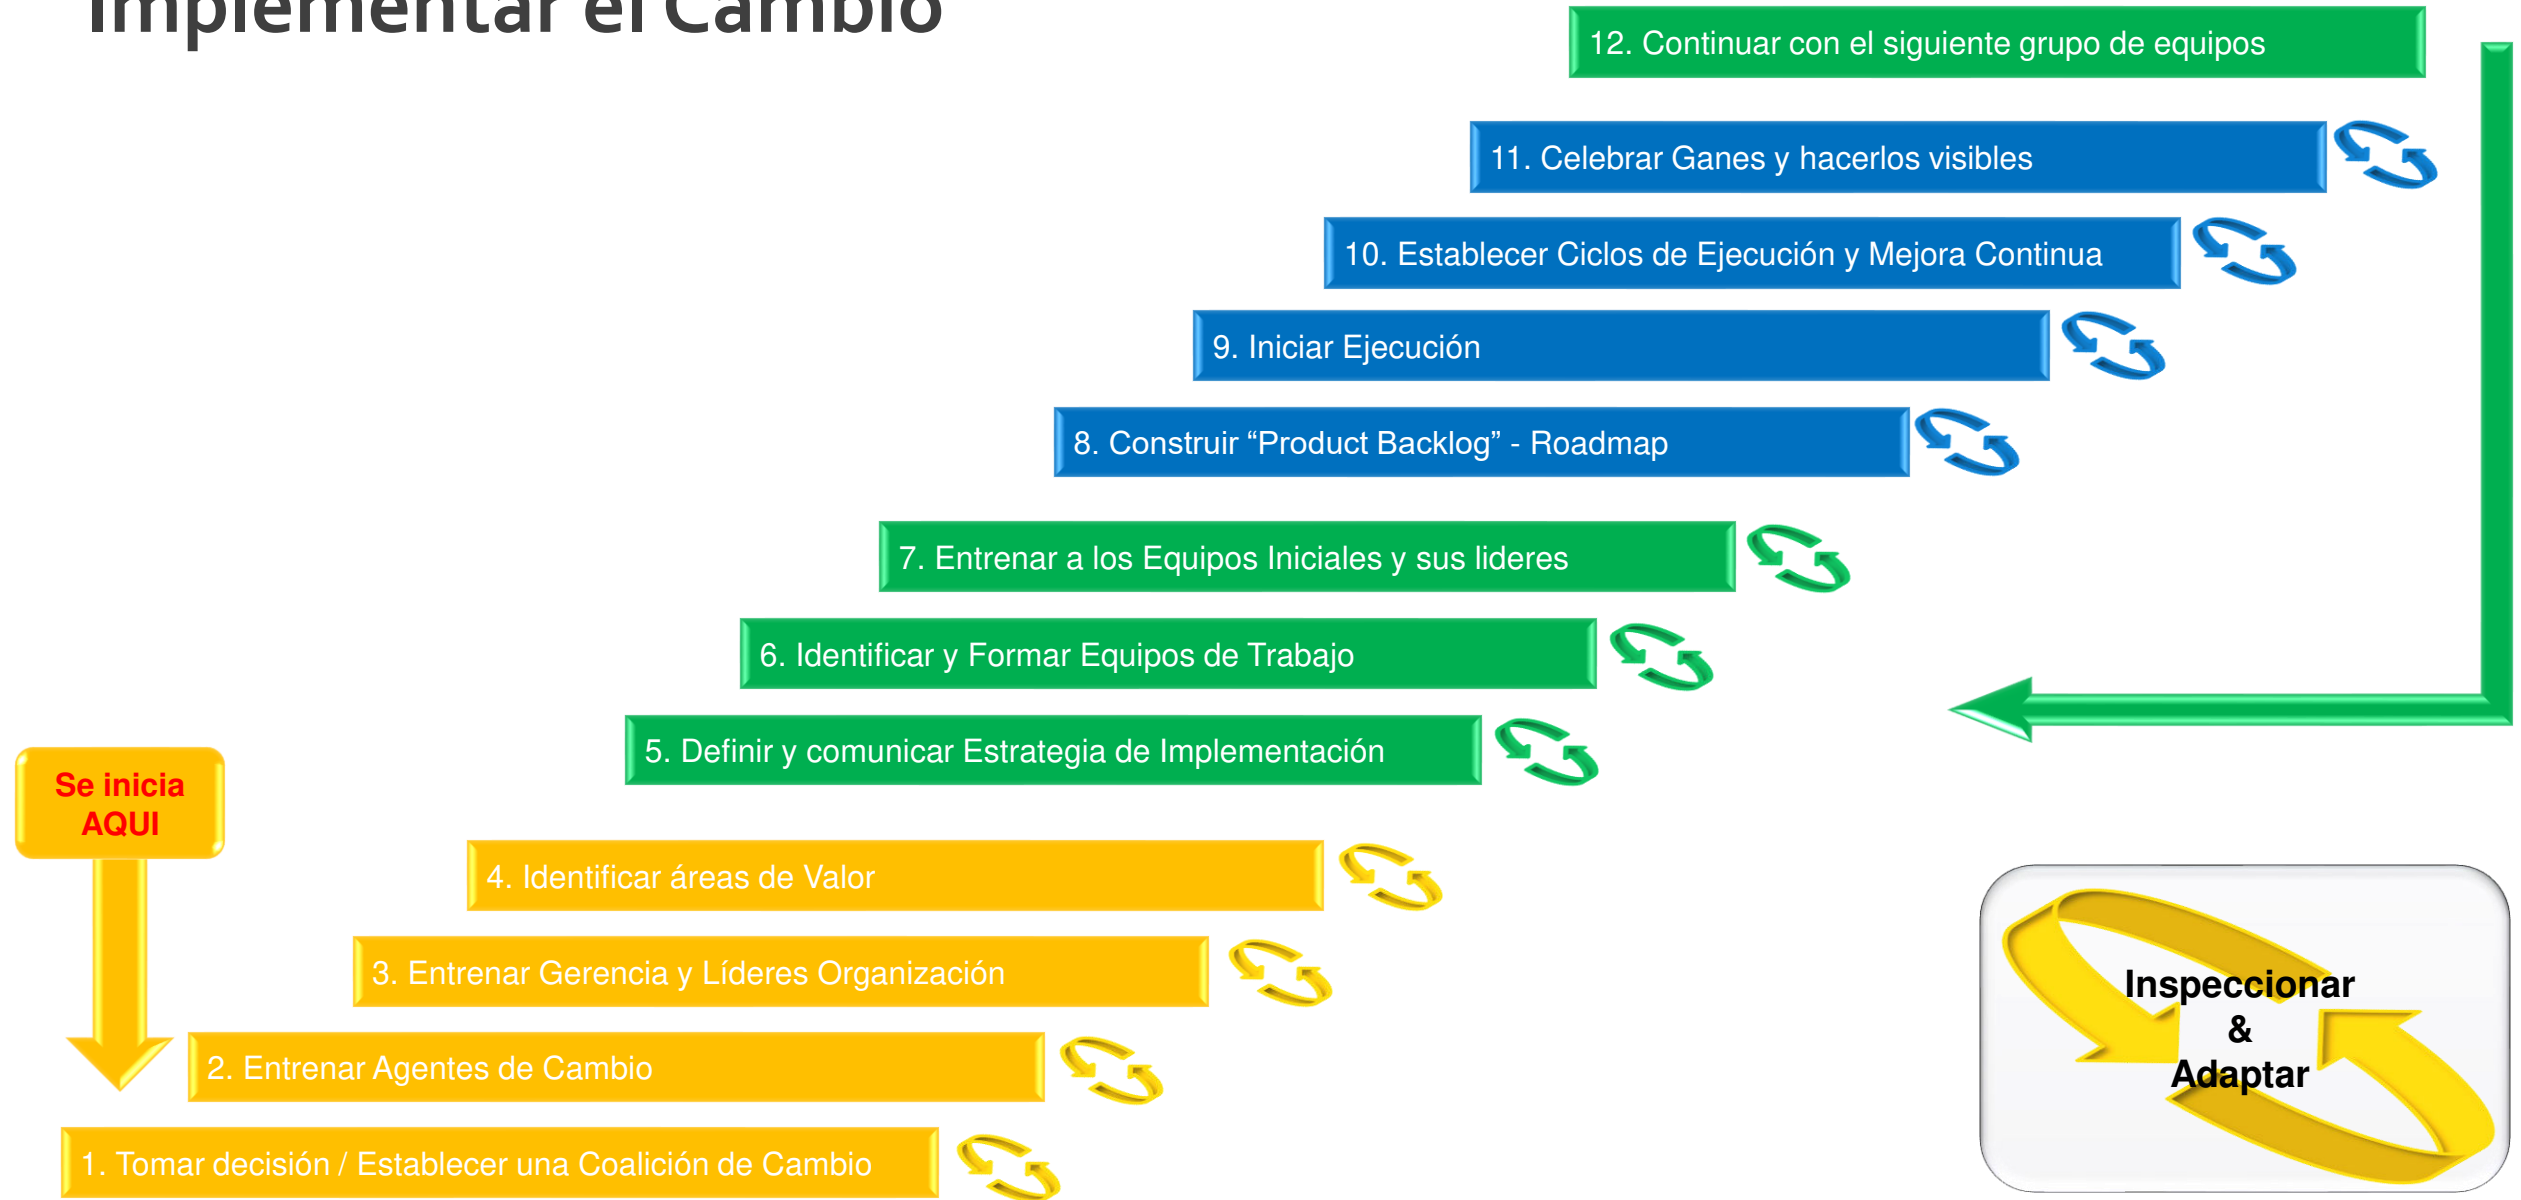 Implementar el Cambio
12. Continuar con el siguiente grupo de equipos
11. Celebrar Ganes y hacerlos visibles
10. Establecer Ciclos de Ejecución y Mejora Continua
9. Iniciar Ejecución
8. Construir “Product Backlog” - Roadmap
7. Entrenar a los Equipos Iniciales y sus lideres
6. Identificar y Formar Equipos de Trabajo
5. Definir y comunicar Estrategia de Implementación
Se inicia
AQUI
4. Identificar áreas de Valor
3. Entrenar Gerencia y Líderes Organización
2. Entrenar Agentes de Cambio
1. Tomar decisión / Establecer una Coalición de Cambio
Inspeccionar
&
Adaptar